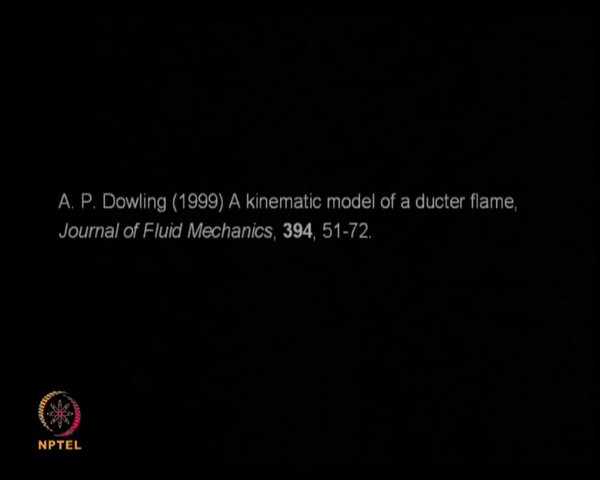 A. P. Dowling (1999) A kinematic model of a ducter flame,
Journal of Fluid Mechanics, 394, 51-72.
NPTEL